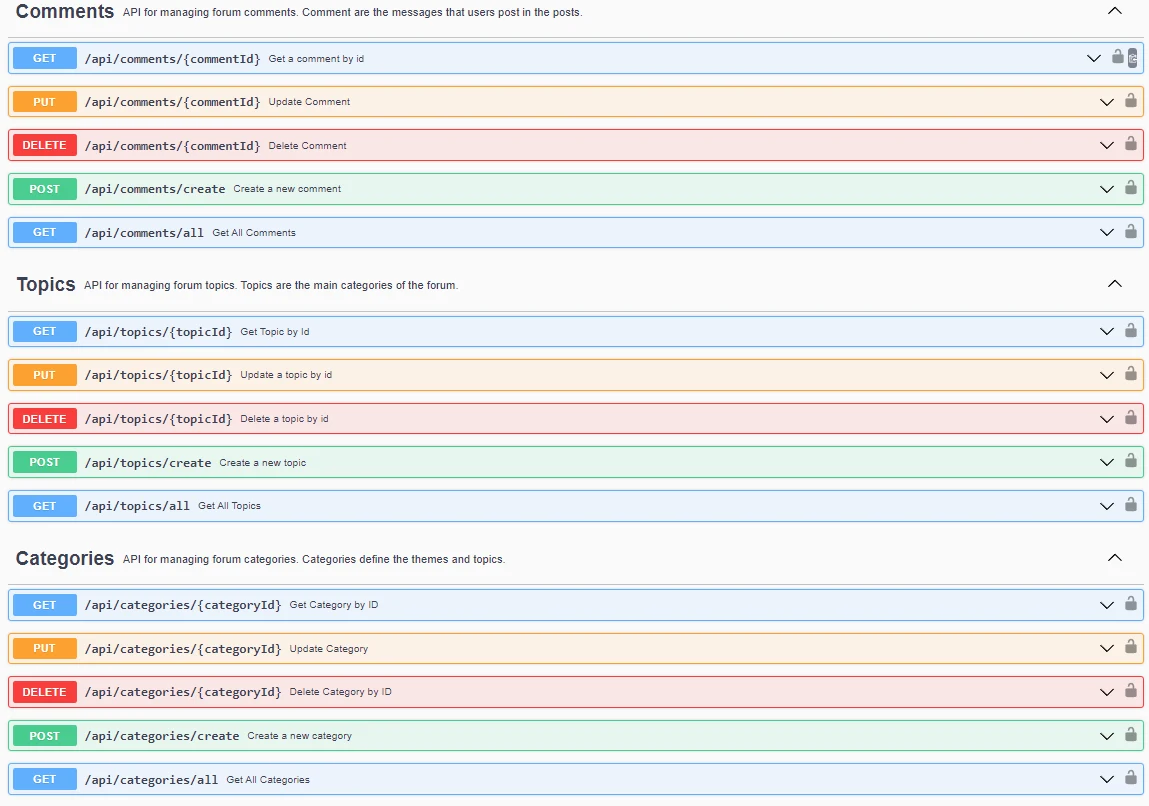 Comments API for managing forum comments. Comment are the messages that users post in the posts.
GET /api/comments/{commentId} Get a comment by id
PUT /api/comments/{commentId} Update Comment
DELETE /api/comments/{commentId} Delete Comment
POST /api/comments/create Create a new comment
GET /api/comments/all Get All Comments
Topics API for managing forum topics. Topics are the main categories of the forum.
GET /api/topics/{topicId} Get Topic by Id
PUT /api/topics/{topicId} Update a topic by id
DELETE /api/topics/{topicId} Delete a topic by id
POST /api/topics/create Create a new topic
GET /api/topics/all Get All Topics
Categories API for managing forum categories. Categories define the themes and topics.
GET /api/categories/{categoryId} Get Category by ID
PUT /api/categories/{categoryId} Update Category
DELETE /api/categories/{categoryId} Delete Category by ID
POST /api/categories/create Create a new category
GET /api/categories/all Get All Categories